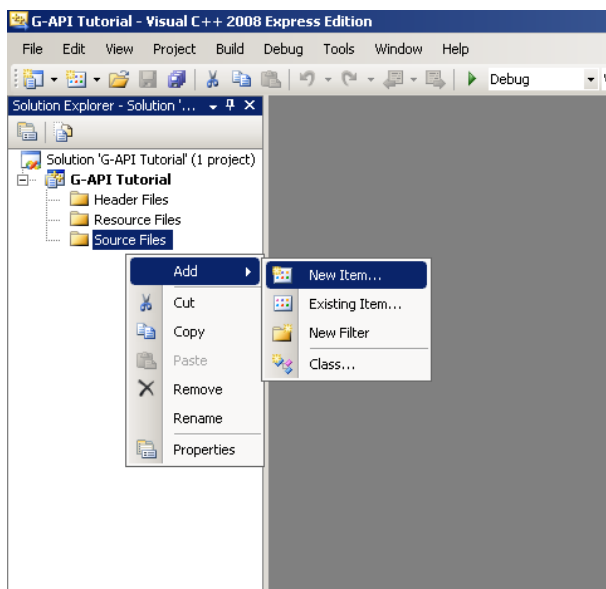 G-API Tutorial - Visual C++ 2008 Express Edition
File Edit View Project Build Debug Tools Window Help
Debug
Solution Explorer - Solution '...
Solution 'G-API Tutorial' (1 project)
G-API Tutorial
Header Files
Resource Files
Source Files
Add
Cut
Copy
Paste
Remove
Rename
Properties
New Item...
Existing Item...
New Filter
Class...